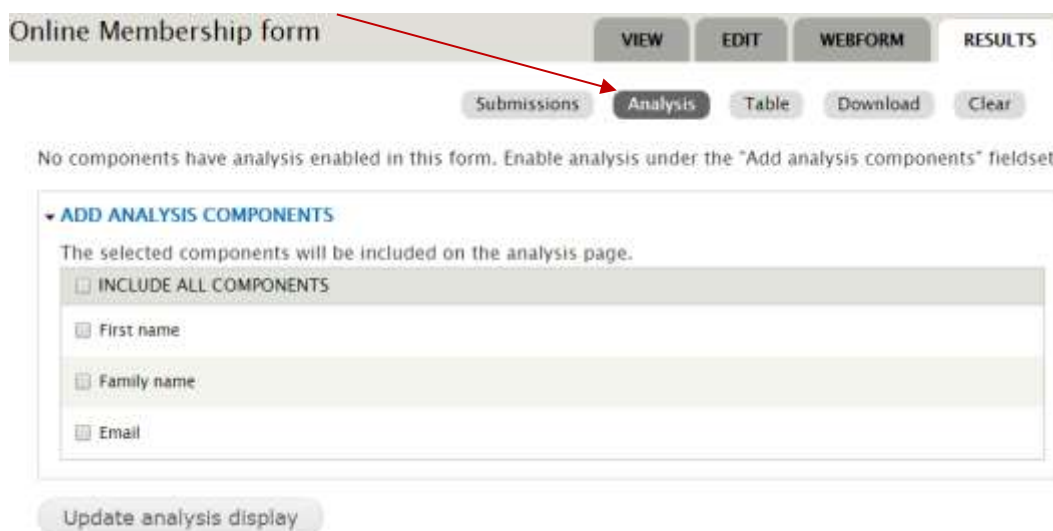 Online Membership form
VIEW EDIT WEBFORM RESULTS
Submissions Analysis Table Download Clear
No components have analysis enabled in this form. Enable analysis under the "Add analysis components" fieldset
ADD ANALYSIS COMPONENTS
The selected components will be included on the analysis page.
INCLUDE ALL COMPONENTS
First name
Family name
Email
Update analysis display